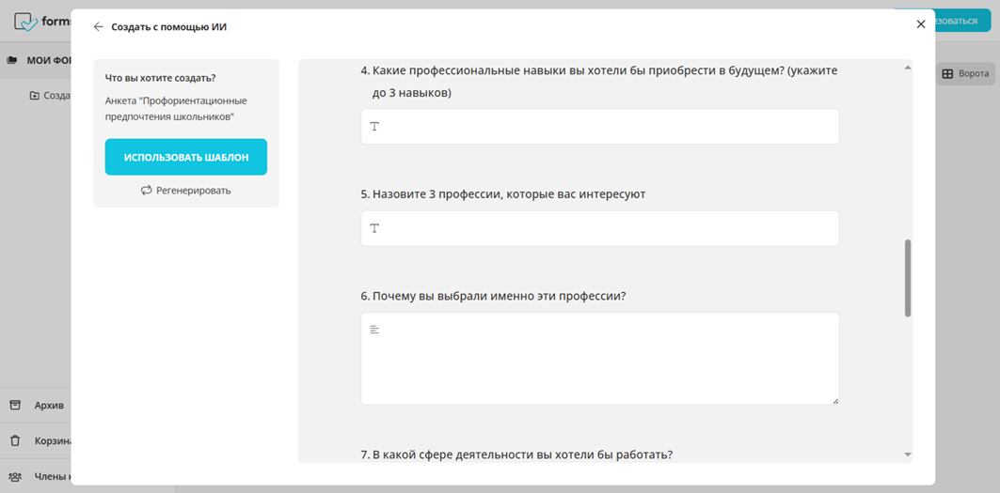 forms
Создать с помощью ИИ
МОИ ФО
Созда
Ворота
Что вы хотите создать?
Анкета "Профориентационные
предпочтения школьников"
ИСПОЛЬЗОВАТЬ ШАБЛОН
Регенерировать
4. Какие профессиональные навыки вы хотели бы приобрести в будущем? (укажите
до 3 навыков)
5. Назовите 3 профессии, которые вас интересуют
6. Почему вы выбрали именно эти профессии?
7. В какой сфере деятельности вы хотели бы работать?
Архив
Корзина
Члены